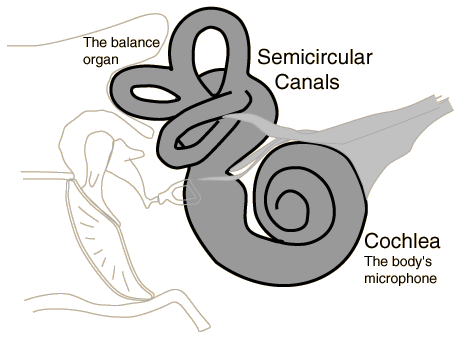 The balance
organ
Semicircular
Canals
Cochlea
The body's
microphone